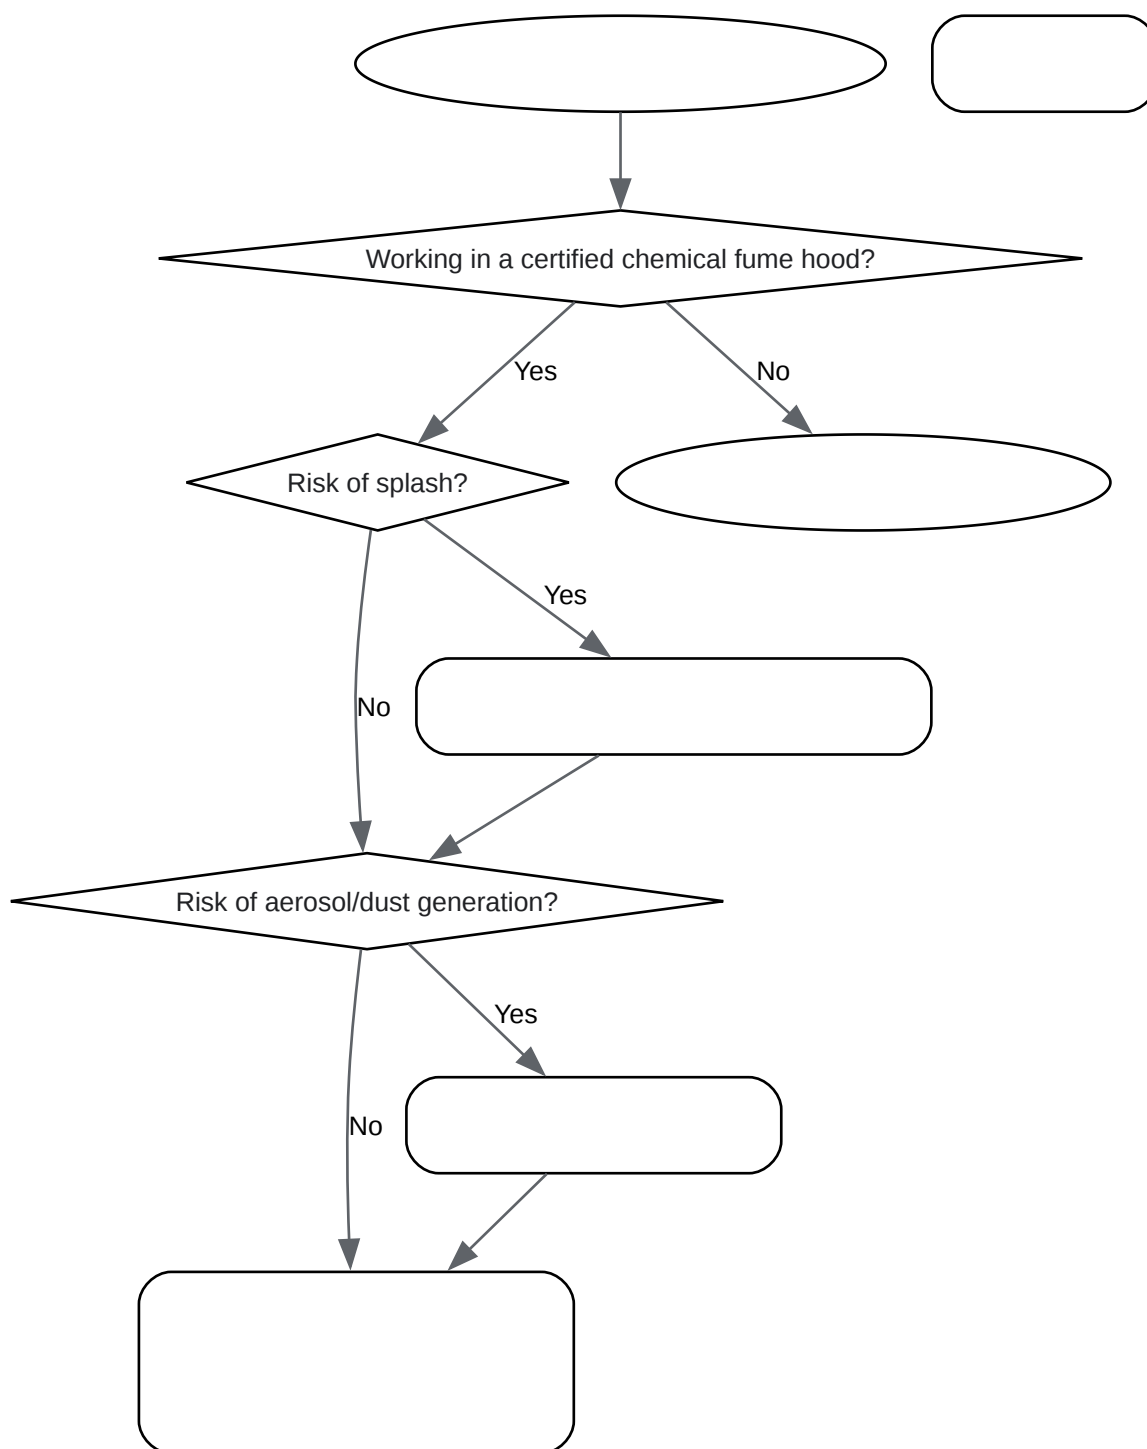 Working in a certified chemical fume hood?
Yes
No
Risk of splash?
Yes
No
Risk of aerosol/dust generation?
Yes
No